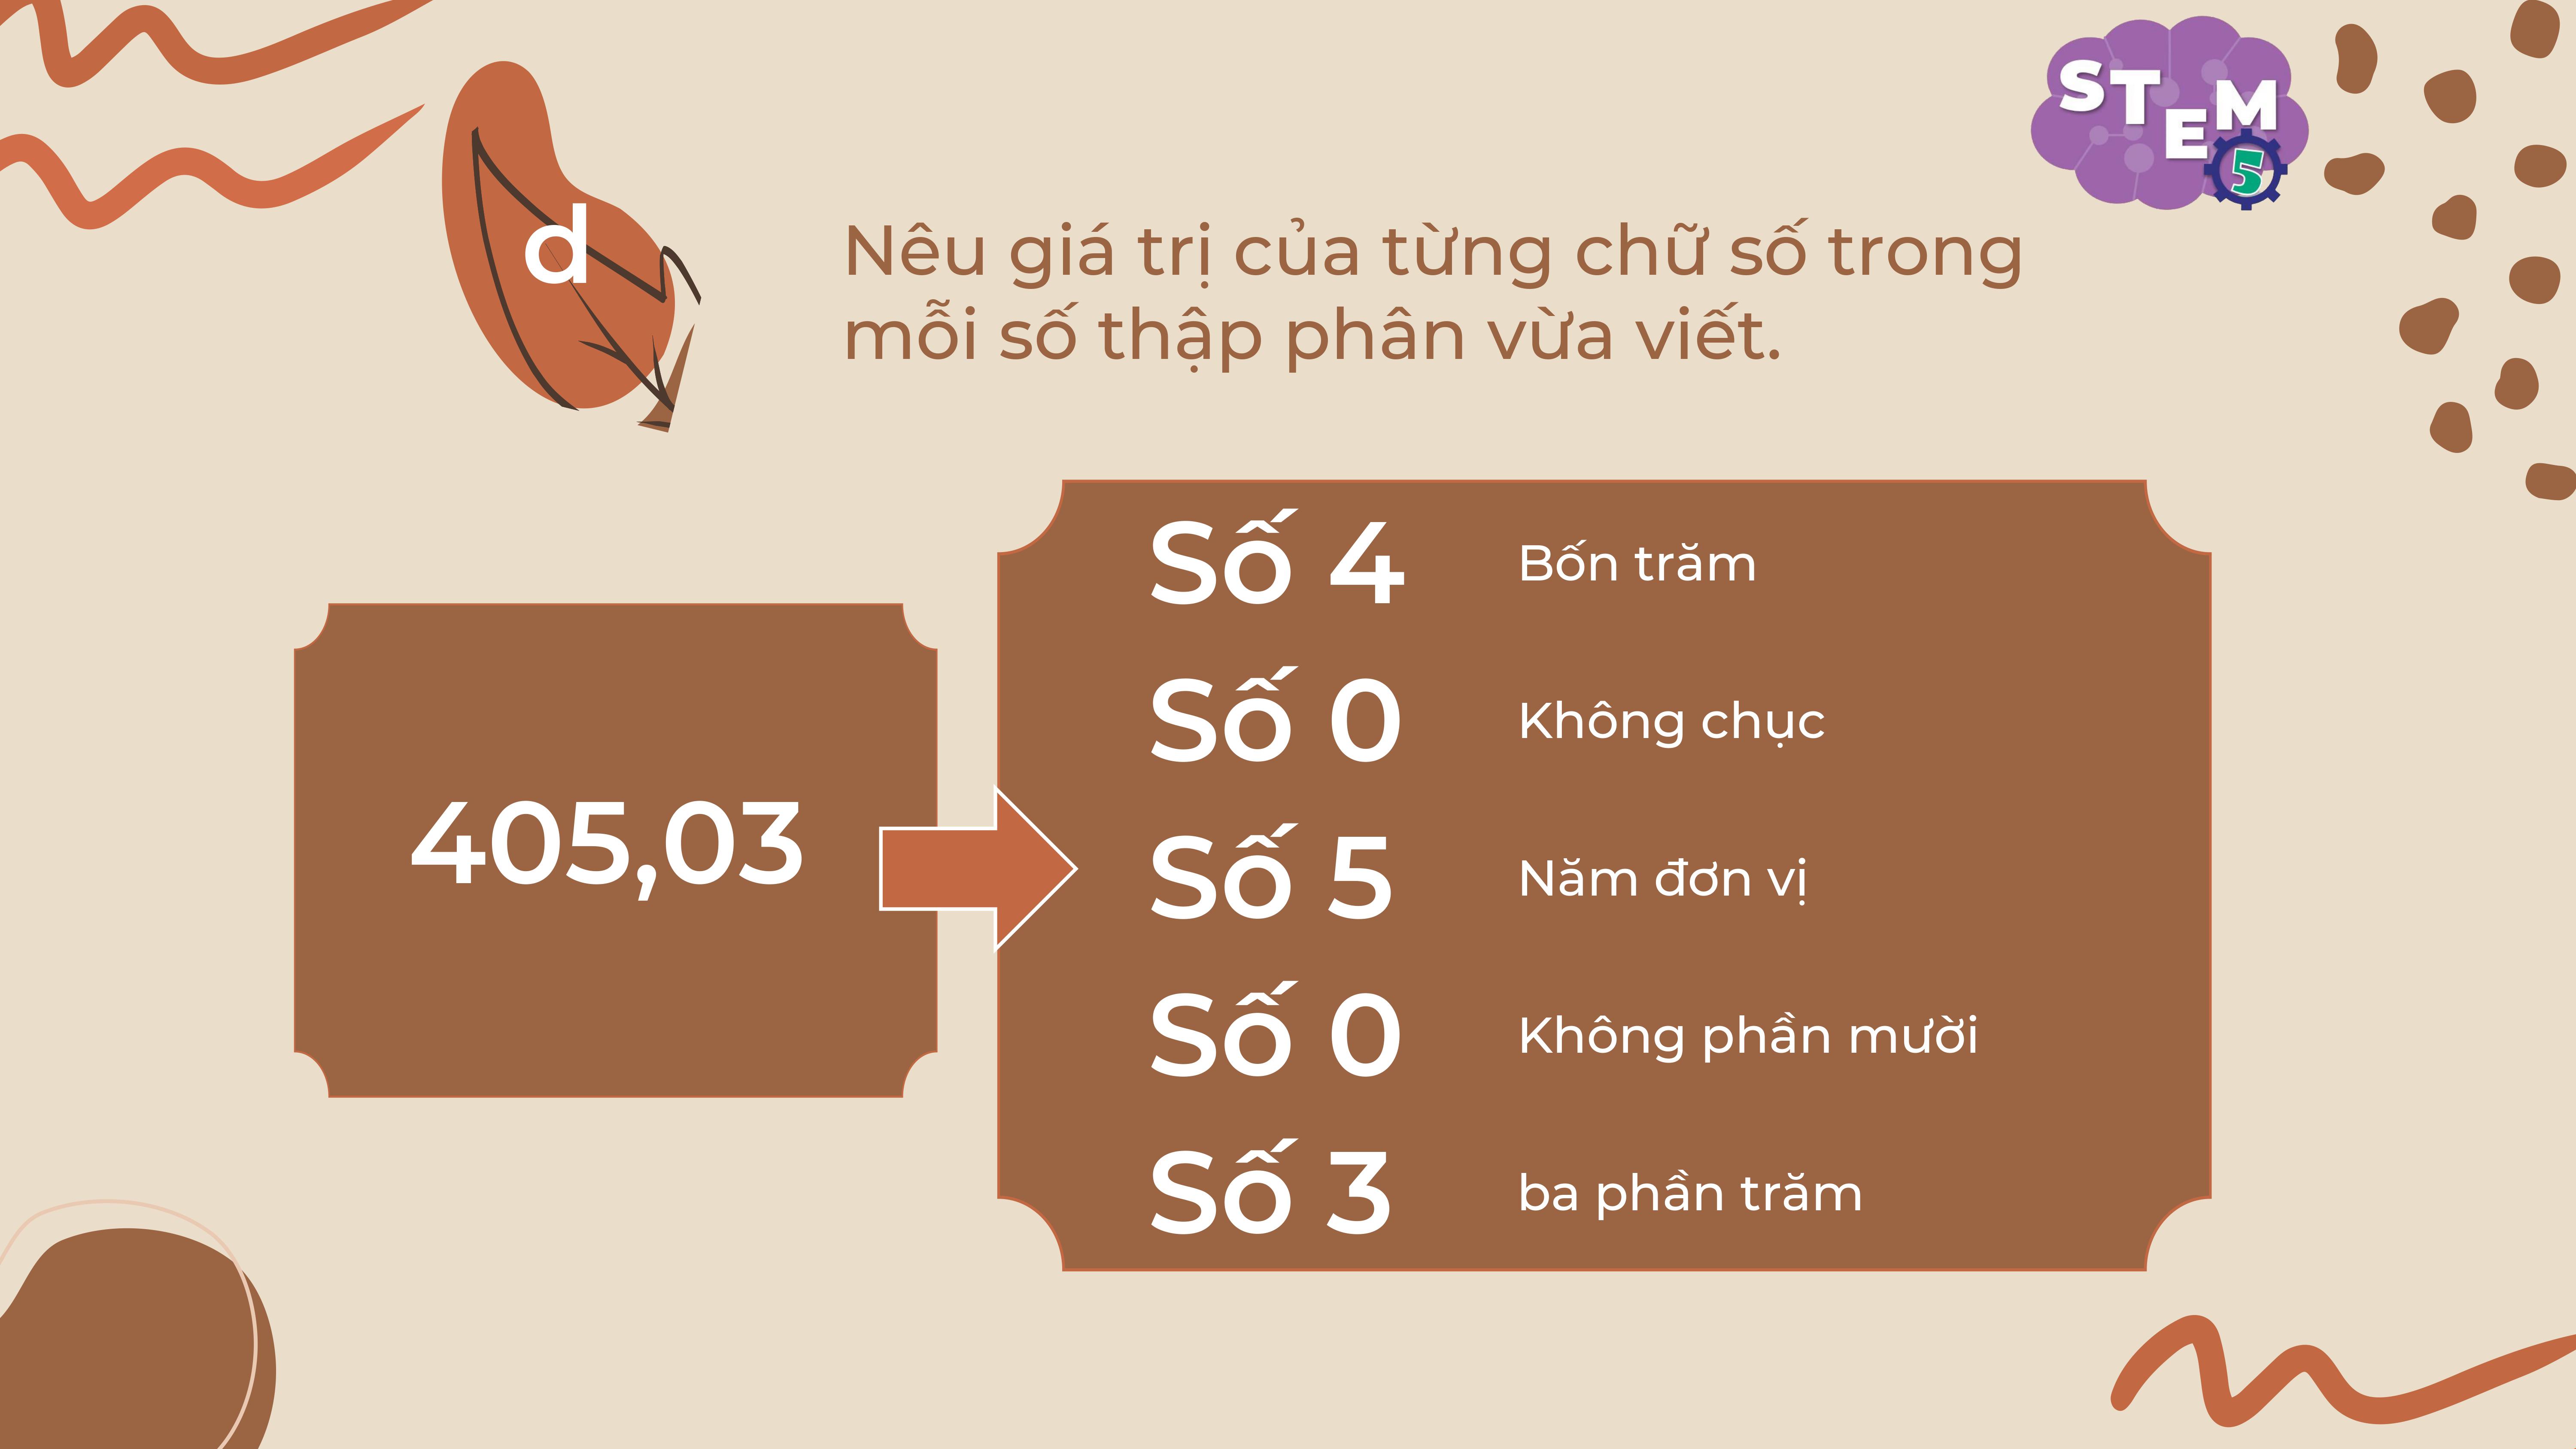 STEM
5
d
Nêu giá trị của từng chữ số trong
mỗi số thập phân vừa viết.
405,03
Số 4 Bốn trăm
Số 0 Không chục
Số 5 Năm đơn vị
Số 0 Không phần mười
Số 3 ba phần trăm